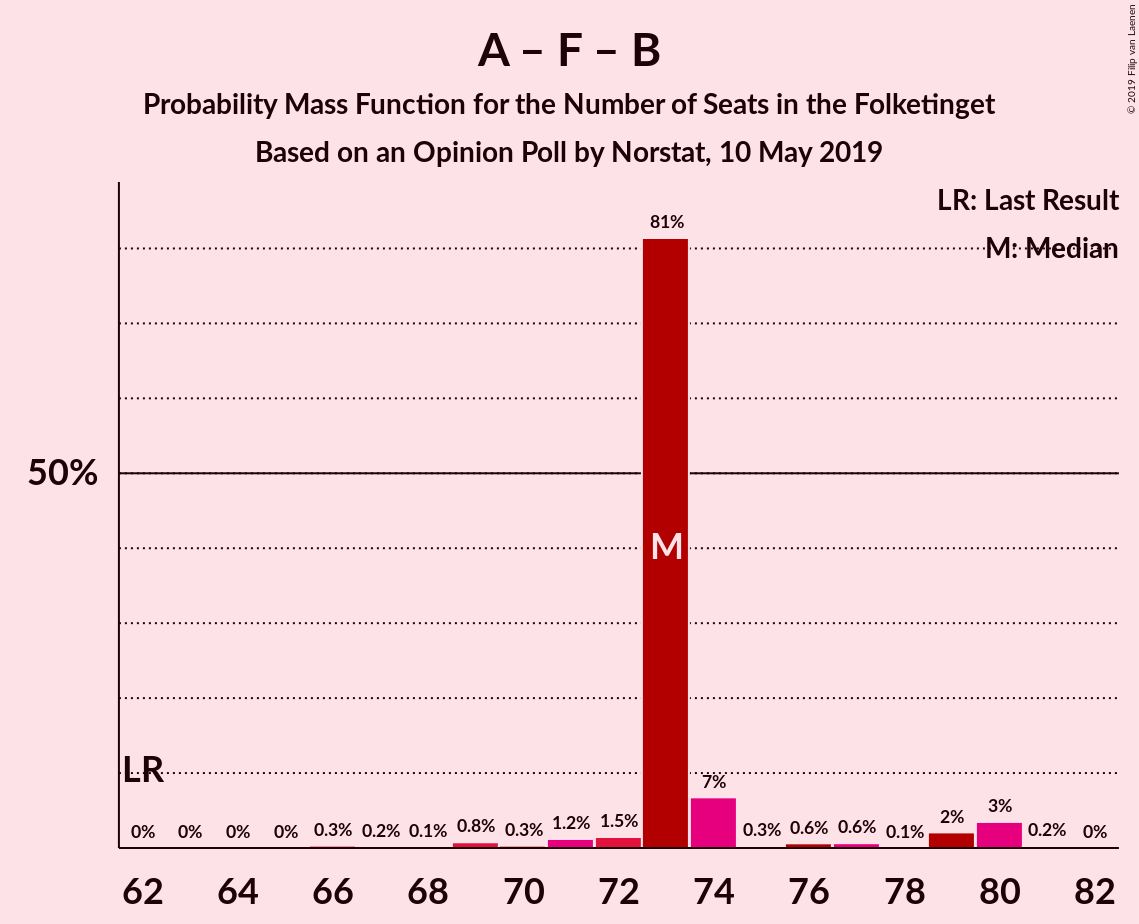 A – F – B
Probability Mass Function for the Number of Seats in the Folketinget
Based on an Opinion Poll by Norstat, 10 May 2019
© 2019 Filip van Laenen
LR: Last Result
M: Median
81%
50%
M
LR
0% 0% 0% 0% 0.3% 0.2% 0.1% 0.8% 0.3% 1.2% 1.5% 7% 0.3% 0.6% 0.6% 0.1% 2% 3% 0.2% 0%
62 64 66 68 70 72 74 76 78 80 82